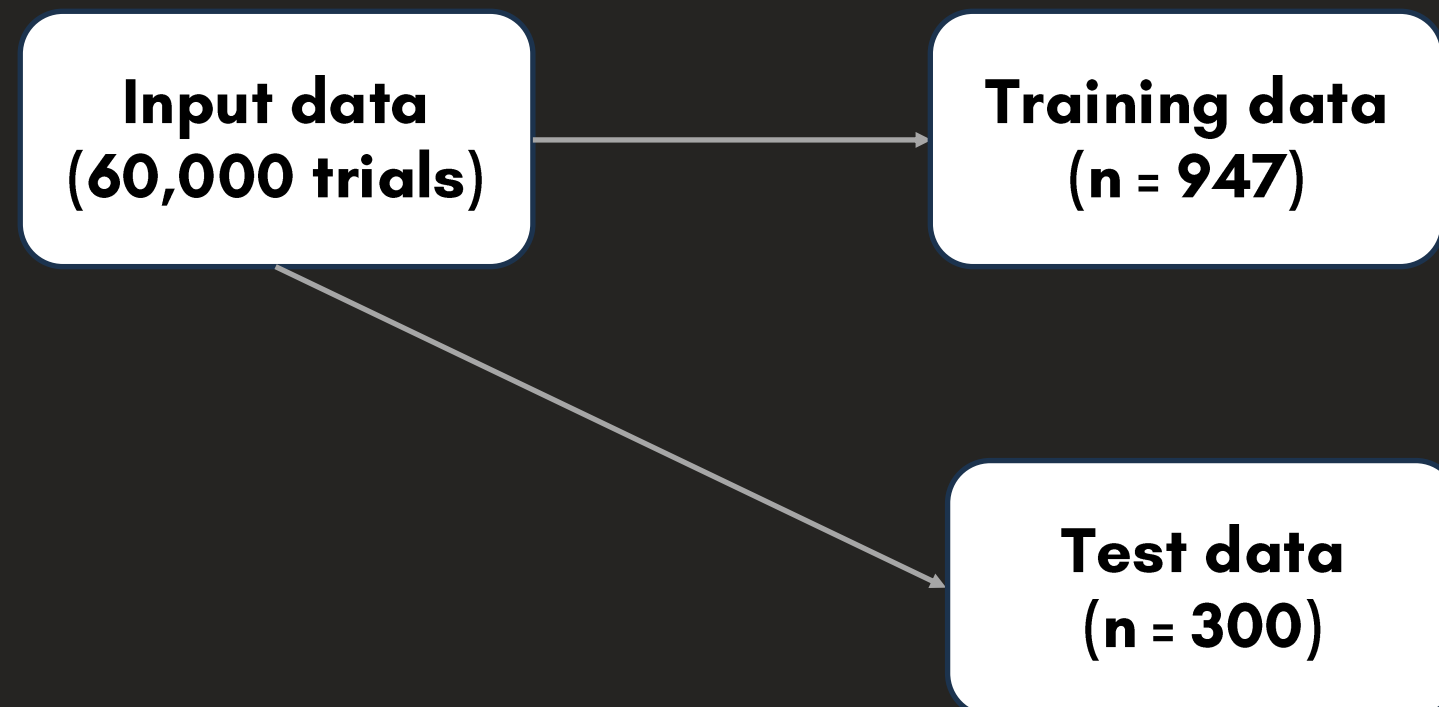 Input data
(60,000 trials)
Training data
(n = 947)
Test data
(n = 300)